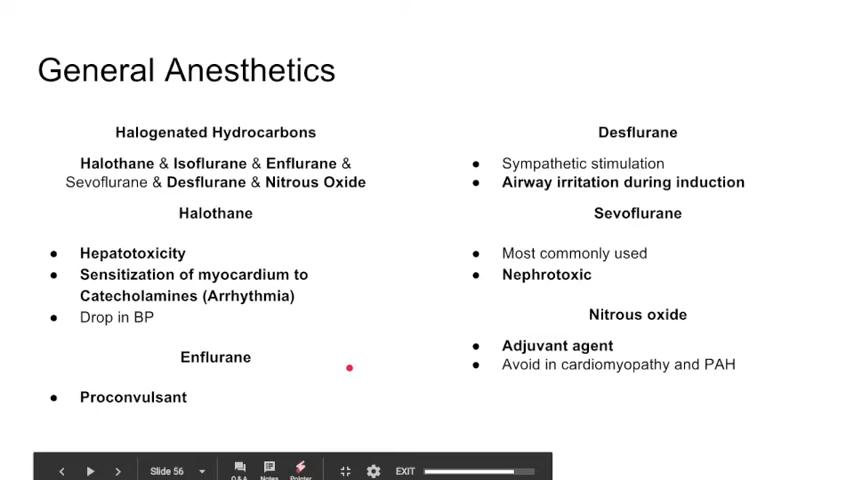 General Anesthetics
Halogenated Hydrocarbons
Halothane & Isoflurane & Enflurane &
Sevoflurane & Desflurane & Nitrous Oxide
Halothane
● Hepatotoxicity
● Sensitization of myocardium to
Catecholamines (Arrhythmia)
● Drop in BP
Enflurane
● Proconvulsant
Desflurane
● Sympathetic stimulation
● Airway irritation during induction
Sevoflurane
● Most commonly used
● Nephrotoxic
Nitrous oxide
● Adjuvant agent
● Avoid in cardiomyopathy and PAH
Slide 56
Q&A Notes Pointer
EXIT